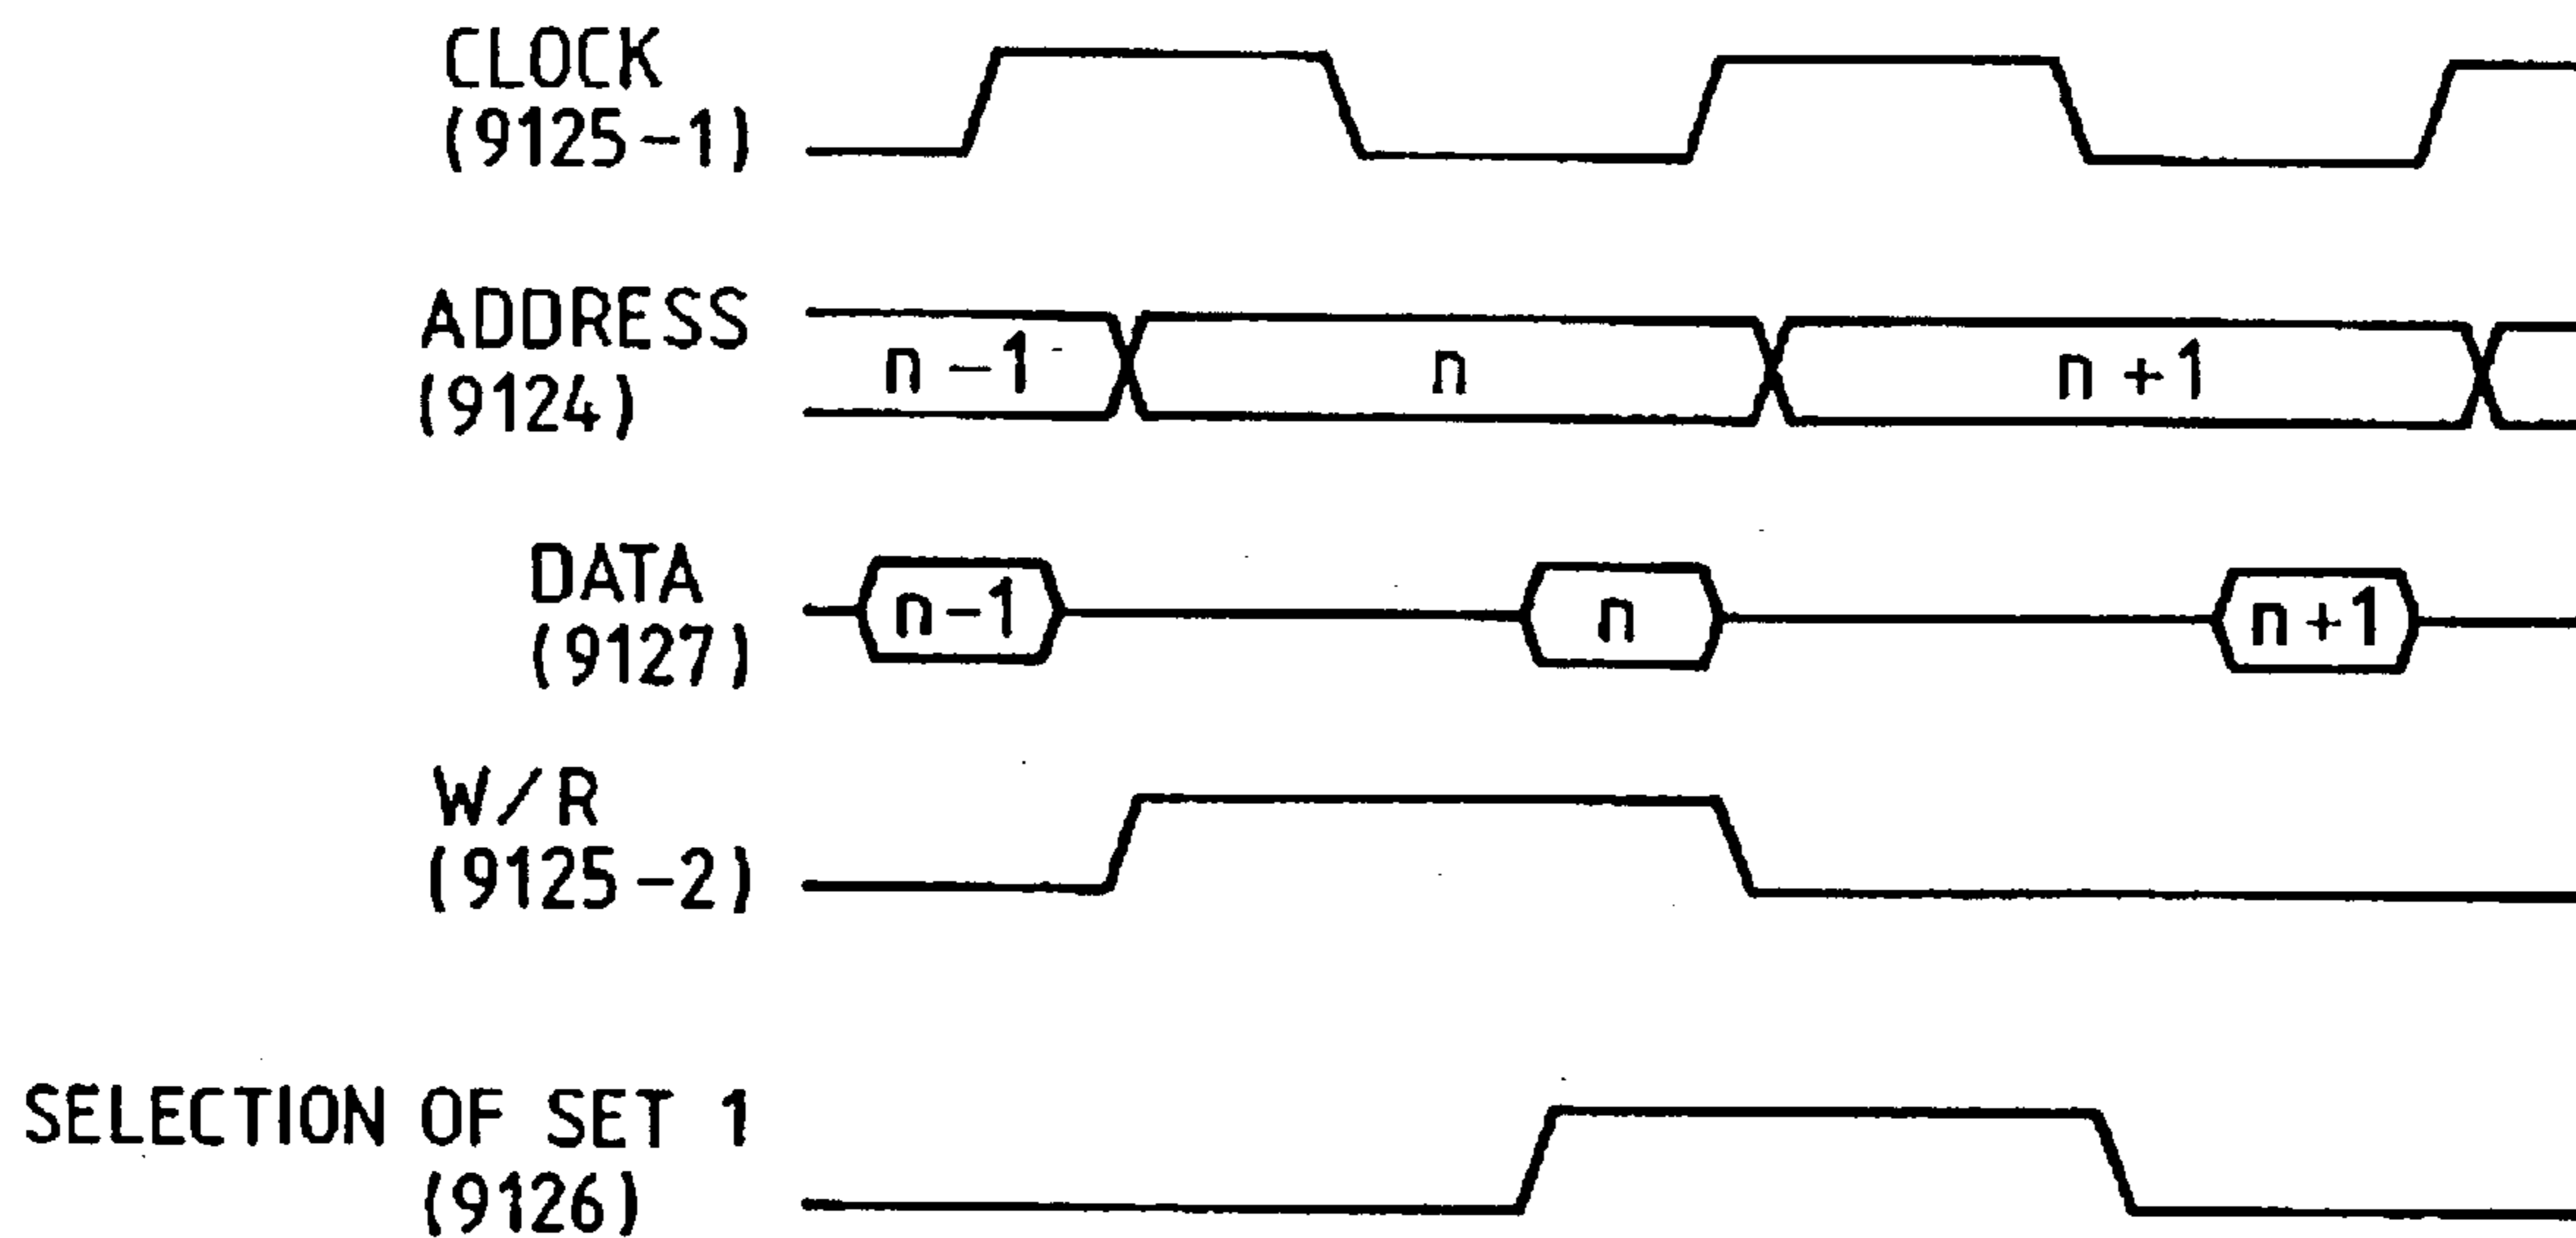 CLOCK
(9125-1)
ADDRESS
(9124)
n-1
n
n+1
DATA
(9127)
n-1
n
n+1
W/R
(9125-2)
SELECTION OF SET 1
(9126)